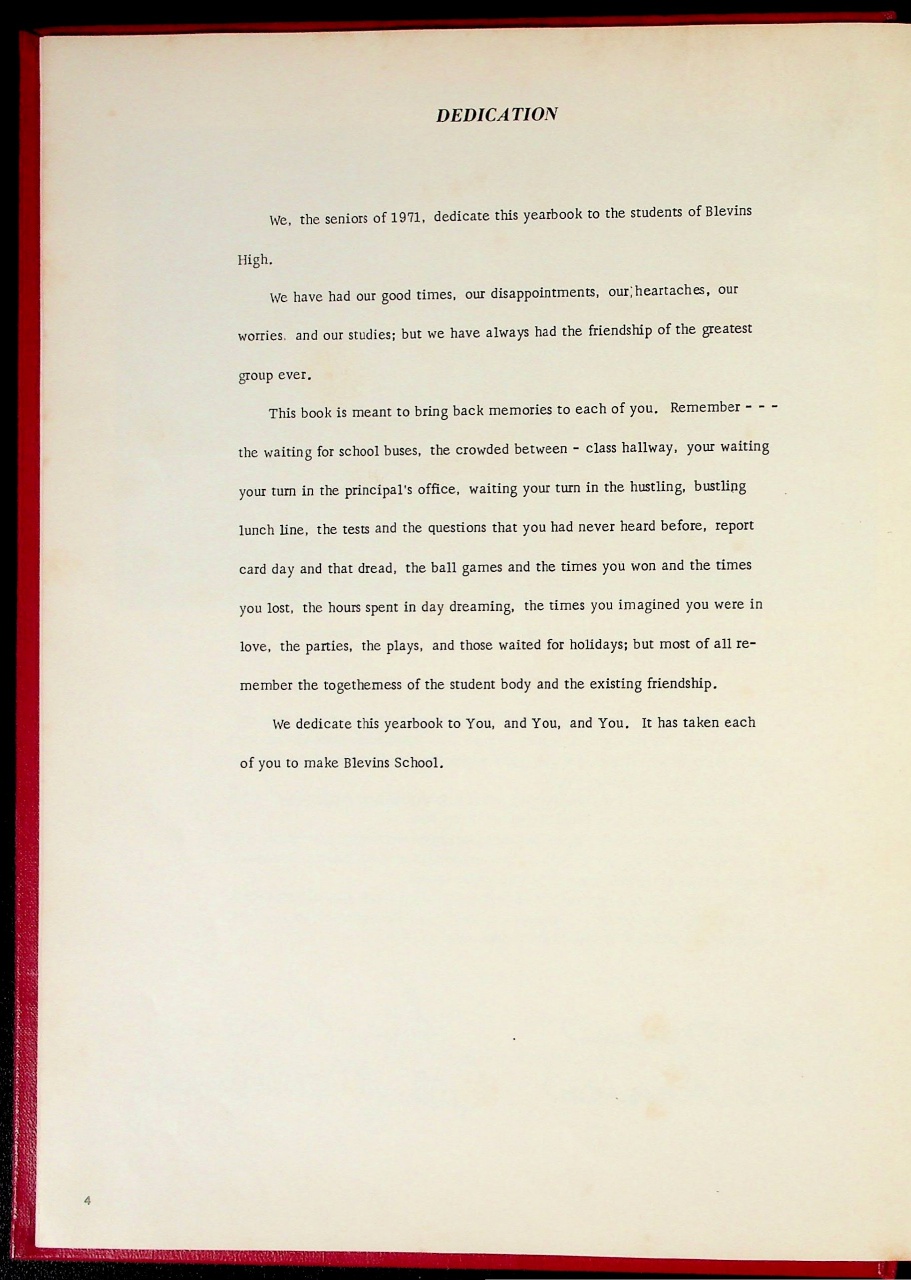 DEDICATION
We, the seniors of 1971, dedicate this yearbook to the students of Blevins
High.
We have had our good times, our disappointments, our heartaches, our
worries, and our studies; but we have always had the friendship of the greatest
group ever.
This book is meant to bring back memories to each of you. Remember - - -
the waiting for school buses, the crowded between - class hallway, your waiting
your turn in the principal's office, waiting your turn in the hustling, bustling
lunch line, the tests and the questions that you had never heard before, report
card day and that dread, the ball games and the times you won and the times
you lost, the hours spent in day dreaming, the times you imagined you were in
love, the parties, the plays, and those waited for holidays; but most of all re-
member the togetherness of the student body and the existing friendship.
We dedicate this yearbook to You, and You, and You. It has taken each
of you to make Blevins School.
4